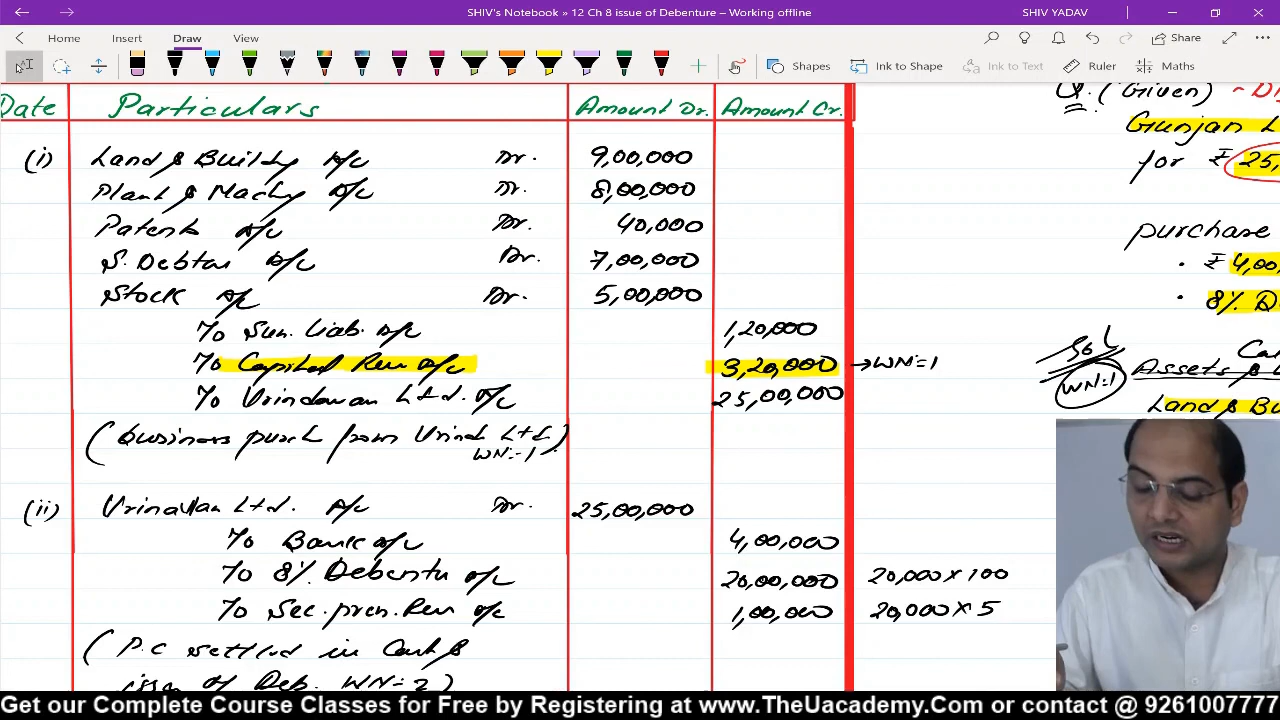 SHIV's Notebook » 12 Ch 8 issue of Debenture – Working offline
SHIV YADAV
Home Insert Draw View
Share
Shapes Ink to Shape Ink to Text Ruler Maths
Date Particulars Amount Dr. Amount Cr.
(i) Land & Building A/c Dr. 9,00,000
Plant & Machy A/c Dr. 8,00,000
Patents A/c Dr. 40,000
S. Debtor A/c Dr. 7,00,000
Stock A/c Dr. 5,00,000
To Sun. Liab. A/c 1,20,000
To Capital Res A/c 3,20,000 →WN:-1
To Vrindavan Ltd. A/c 25,00,000
(business purch from Vrind Ltd
WN:-1)
(ii) Vrindavan Ltd. A/c Dr. 25,00,000
To Bank A/c 4,00,000
To 8% Debentu A/c 20,00,000 20,000 × 100
To Sec. prem. Res A/c 1,00,000 20,000 × 5
(P.C settled in Cash &
issue of Deb. WN:-2)
Q. (Given)
Gunjan L
for ₹ 25,
purchase
• ₹ 4,00,
• 8% D
Sol
WN:-1 Assets &
Land & Bu
Get our Complete Course Classes for Free by Registering at www.TheUacademy.com or contact @ 9261007777